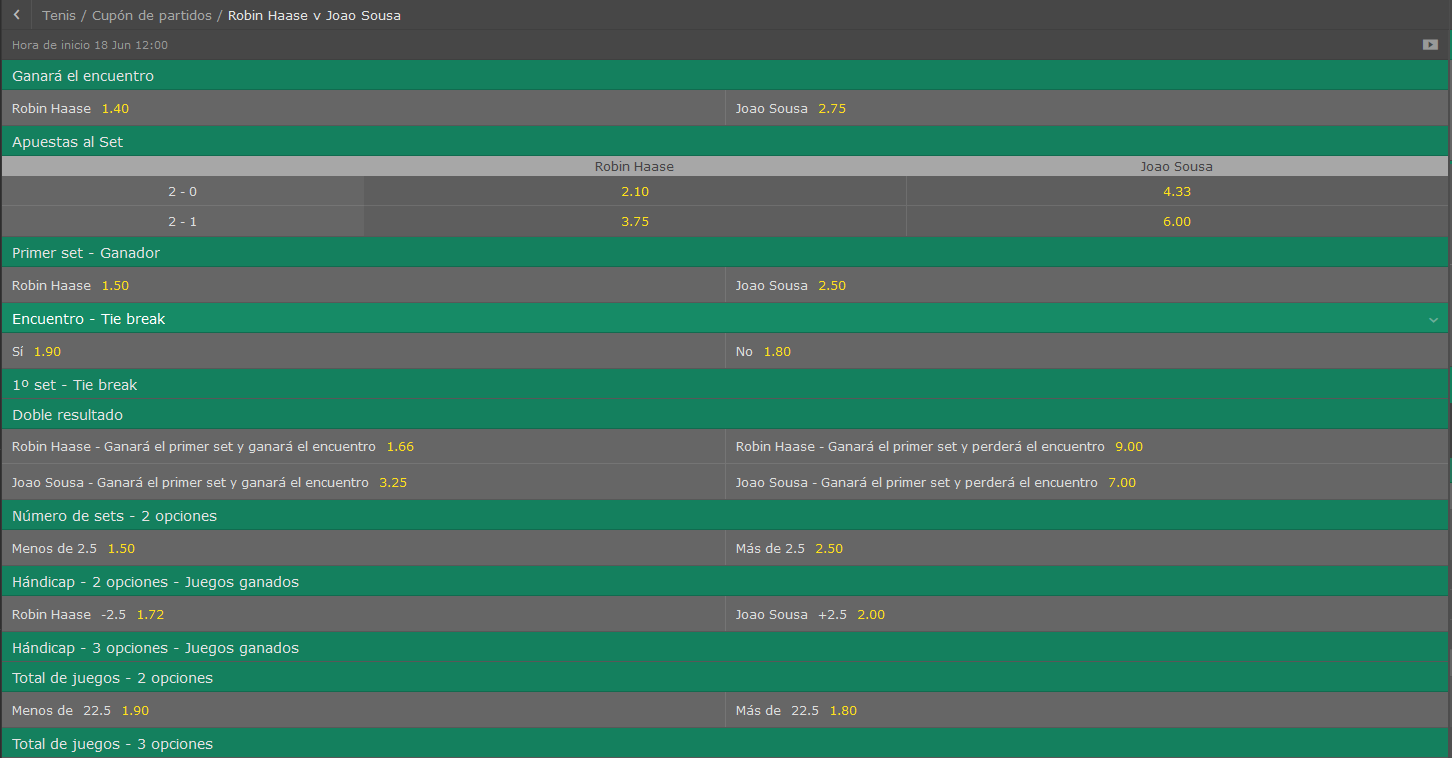 Tenis / Cupón de partidos / Robin Haase v Joao Sousa
Hora de inicio 18 Jun 12:00
Ganará el encuentro
Robin Haase 1.40 Joao Sousa 2.75
Apuestas al Set
Robin Haase Joao Sousa
2 - 0 2.10 4.33
2 - 1 3.75 6.00
Primer set - Ganador
Robin Haase 1.50 Joao Sousa 2.50
Encuentro - Tie break
Sí 1.90 No 1.80
1º set - Tie break
Doble resultado
Robin Haase - Ganará el primer set y ganará el encuentro 1.66 Robin Haase - Ganará el primer set y perderá el encuentro 9.00
Joao Sousa - Ganará el primer set y ganará el encuentro 3.25 Joao Sousa - Ganará el primer set y perderá el encuentro 7.00
Número de sets - 2 opciones
Menos de 2.5 1.50 Más de 2.5 2.50
Hándicap - 2 opciones - Juegos ganados
Robin Haase -2.5 1.72 Joao Sousa +2.5 2.00
Hándicap - 3 opciones - Juegos ganados
Total de juegos - 2 opciones
Menos de 22.5 1.90 Más de 22.5 1.80
Total de juegos - 3 opciones